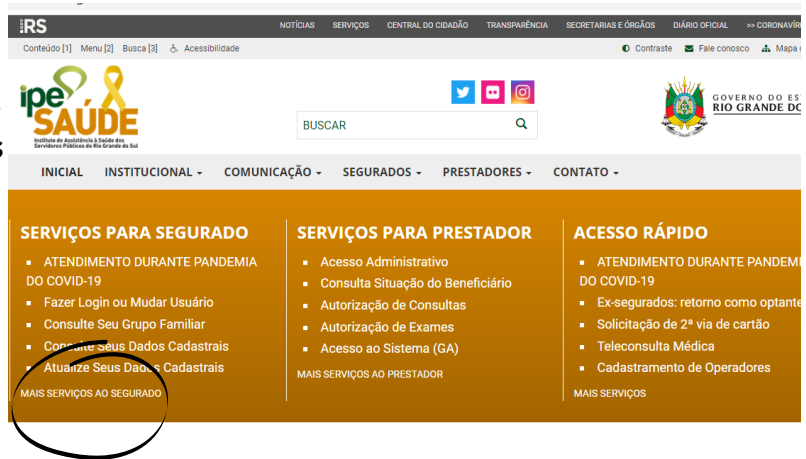 RS
NOTÍCIAS SERVIÇOS CENTRAL DO CIDADÃO TRANSPARÊNCIA SECRETARIAS E ÓRGÃOS DIÁRIO OFICIAL >> CORONAVÍR
Conteúdo [1] Menu [2] Busca [3] Acessibilidade
Contraste Fale conosco Mapa
ipe
SAÚDE
Instituto de Assistência à Saúde dos
Servidores Públicos do Rio Grande do Sul
BUSCAR
GOVERNO DO EST
RIO GRANDE DO
INICIAL INSTITUCIONAL COMUNICAÇÃO SEGURADOS PRESTADORES CONTATO
SERVIÇOS PARA SEGURADO
ATENDIMENTO DURANTE PANDEMIA
DO COVID-19
Fazer Login ou Mudar Usuário
Consulte Seu Grupo Familiar
Consulte Seus Dados Cadastrais
Atualize Seus Dados Cadastrais
MAIS SERVIÇOS AO SEGURADO
SERVIÇOS PARA PRESTADOR
Acesso Administrativo
Consulta Situação do Beneficiário
Autorização de Consultas
Autorização de Exames
Acesso ao Sistema (GA)
MAIS SERVIÇOS AO PRESTADOR
ACESSO RÁPIDO
ATENDIMENTO DURANTE PANDEMI
DO COVID-19
Ex-segurados: retorno como optante
Solicitação de 2ª via de cartão
Teleconsulta Médica
Cadastramento de Operadores
MAIS SERVIÇOS